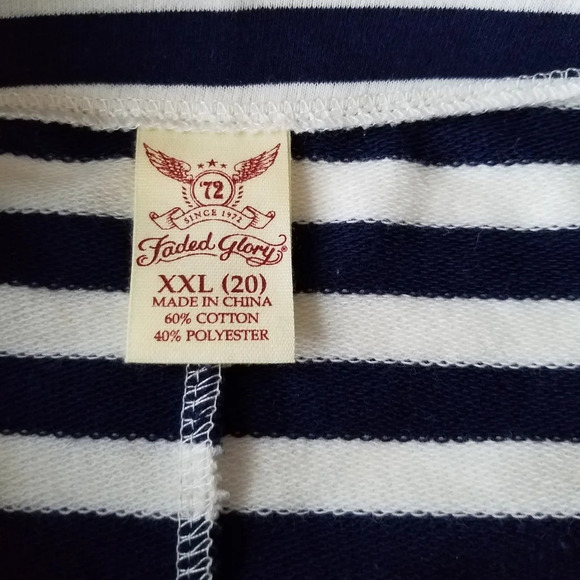 '72
SINCE 1972
Faded Glory®
XXL (20)
MADE IN CHINA
60% COTTON
40% POLYESTER